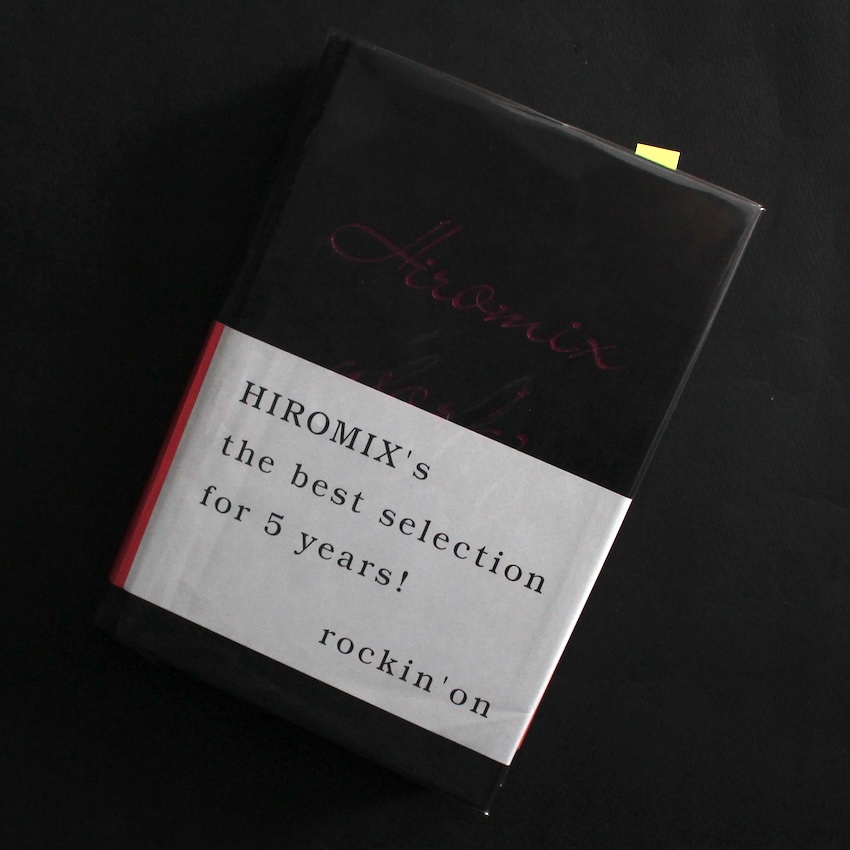 Hiromix
HIROMIX's
the best selection
for 5 years!
rockin'on